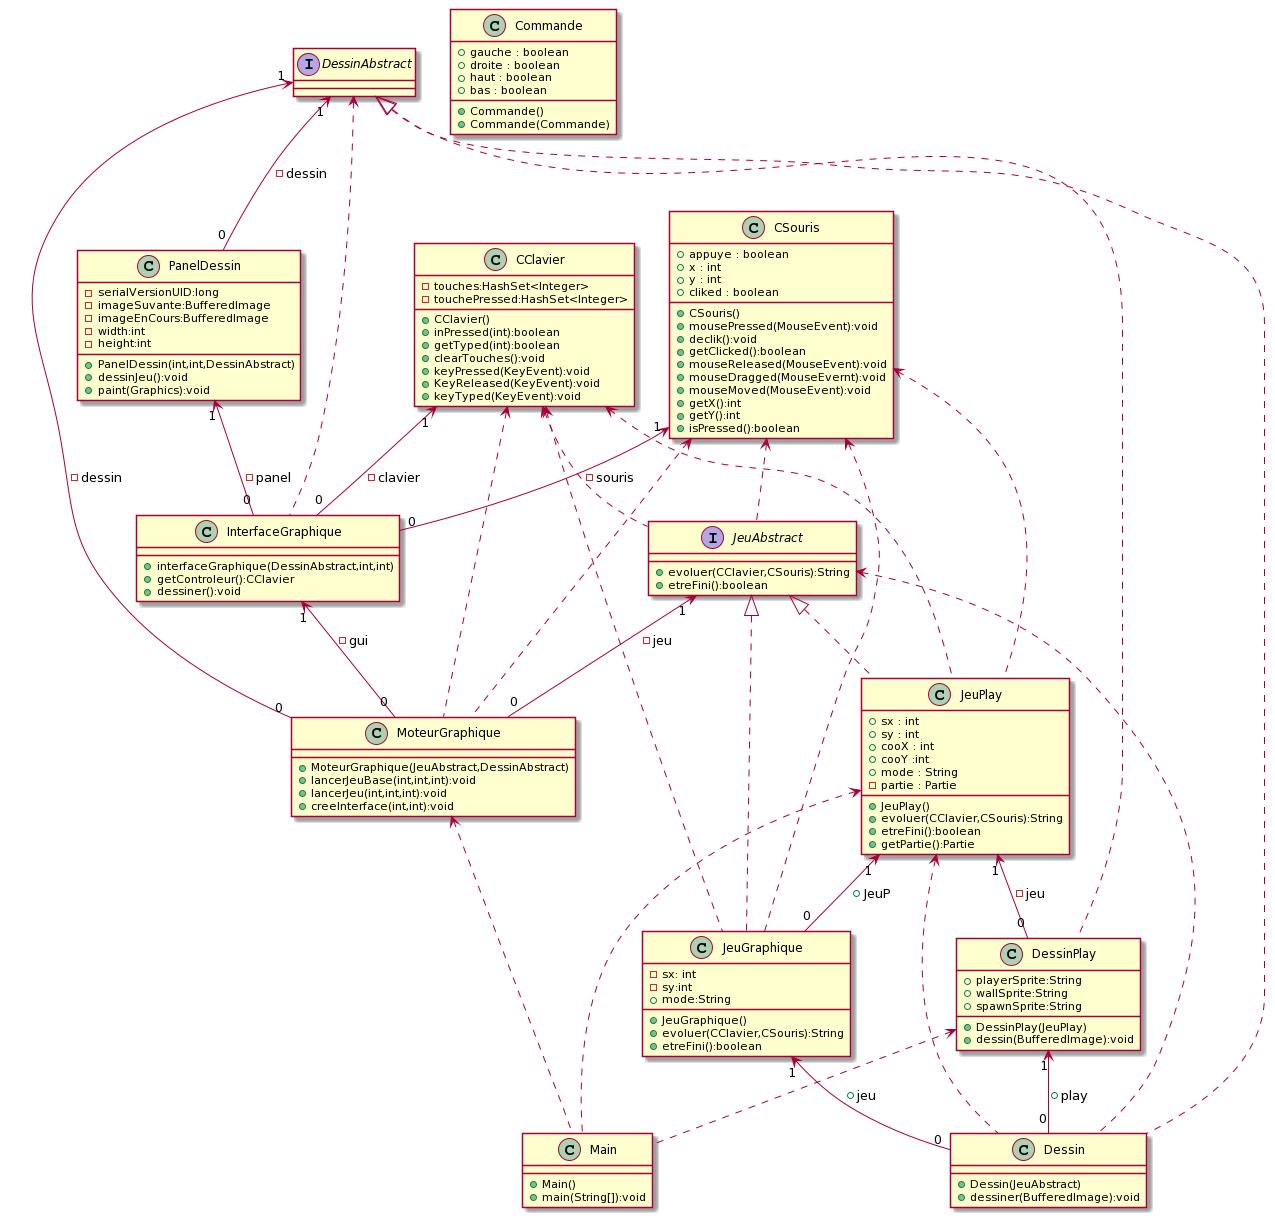 C Commande
gauche : boolean
droite : boolean
haut : boolean
bas : boolean
Commande()
Commande(Commande)
I DessinAbstract
1
1
dessin
0
C PanelDessin
serialVersionUID:long
imageSuvante:BufferedImage
imageEnCours:BufferedImage
width:int
height:int
PanelDessin(int,int,DessinAbstract)
dessinJeu():void
paint(Graphics):void
C CClavier
touches:HashSet<Integer>
touchePressed:HashSet<Integer>
CClavier()
inPressed(int):boolean
getTyped(int):boolean
clearTouches():void
keyPressed(KeyEvent):void
KeyReleased(KeyEvent):void
keyTyped(KeyEvent):void
C CSouris
appuye : boolean
x : int
y : int
cliked : boolean
CSouris()
mousePressed(MouseEvent):void
declik():void
getClicked():boolean
mouseReleased(MouseEvent):void
mouseDragged(MouseEvernt):void
mouseMoved(MouseEvent):void
getX():int
getY():int
isPressed():boolean
1
1
1
dessin
panel
clavier
souris
0
0
0
C InterfaceGraphique
interfaceGraphique(DessinAbstract,int,int)
getControleur():CClavier
dessiner():void
I JeuAbstract
evoluer(CClavier,CSouris):String
etreFini():boolean
1
1
gui
jeu
0
0
0
C MoteurGraphique
MoteurGraphique(JeuAbstract,DessinAbstract)
lancerJeuBase(int,int,int):void
lancerJeu(int,int,int):void
creeInterface(int,int):void
C JeuPlay
sx : int
sy : int
cooX : int
cooY :int
mode : String
partie : Partie
JeuPlay()
evoluer(CClavier,CSouris):String
etreFini():boolean
getPartie():Partie
1
1
JeuP
jeu
0
0
C JeuGraphique
sx: int
sy:int
mode:String
JeuGraphique()
evoluer(CClavier,CSouris):String
etreFini():boolean
C DessinPlay
playerSprite:String
wallSprite:String
spawnSprite:String
DessinPlay(JeuPlay)
dessin(BufferedImage):void
1
1
jeu
play
0
0
C Main
Main()
main(String[]):void
C Dessin
Dessin(JeuAbstract)
dessiner(BufferedImage):void